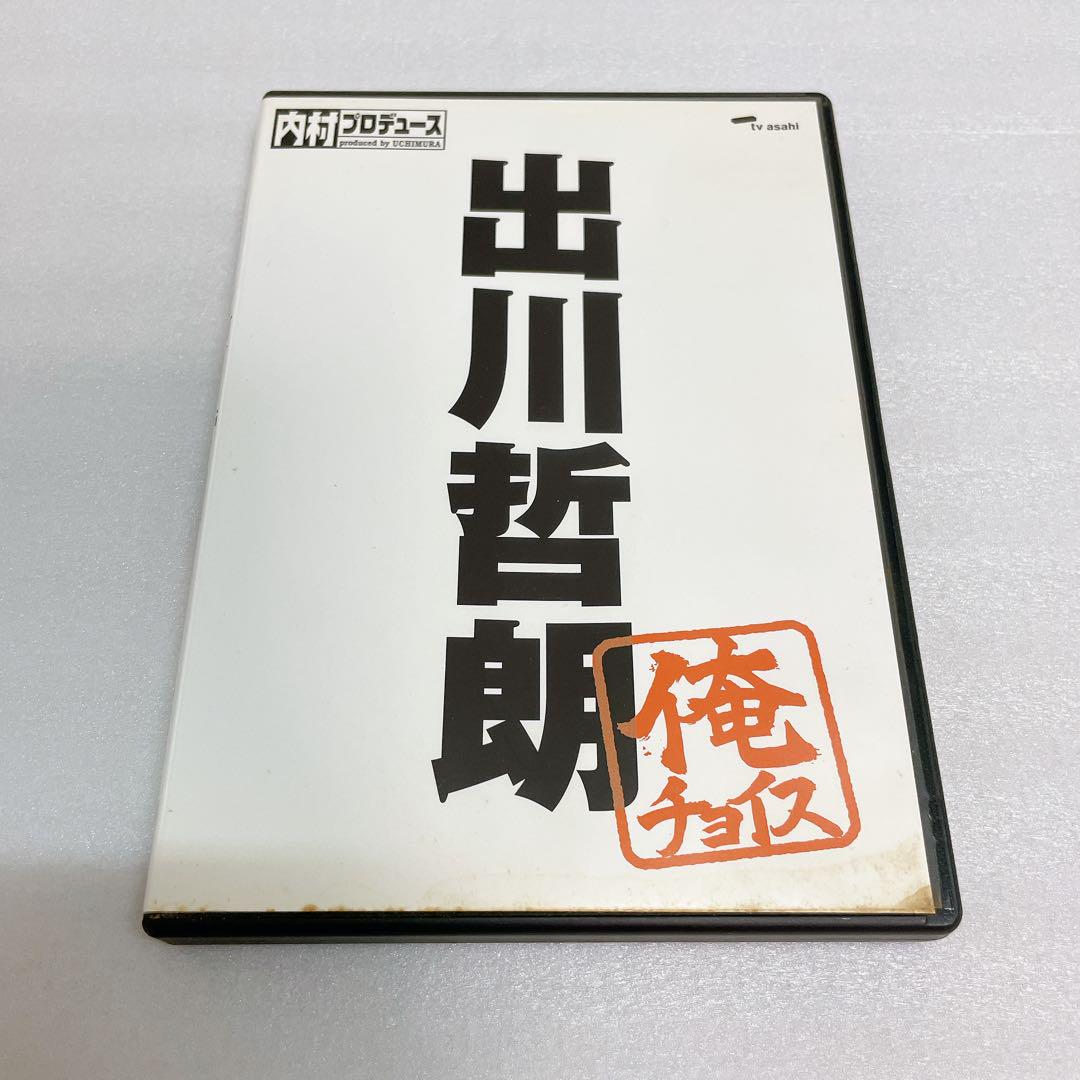 内村プロデュース
produced by UCHIMURA
tv asahi
出川哲朗
俺
チョイス